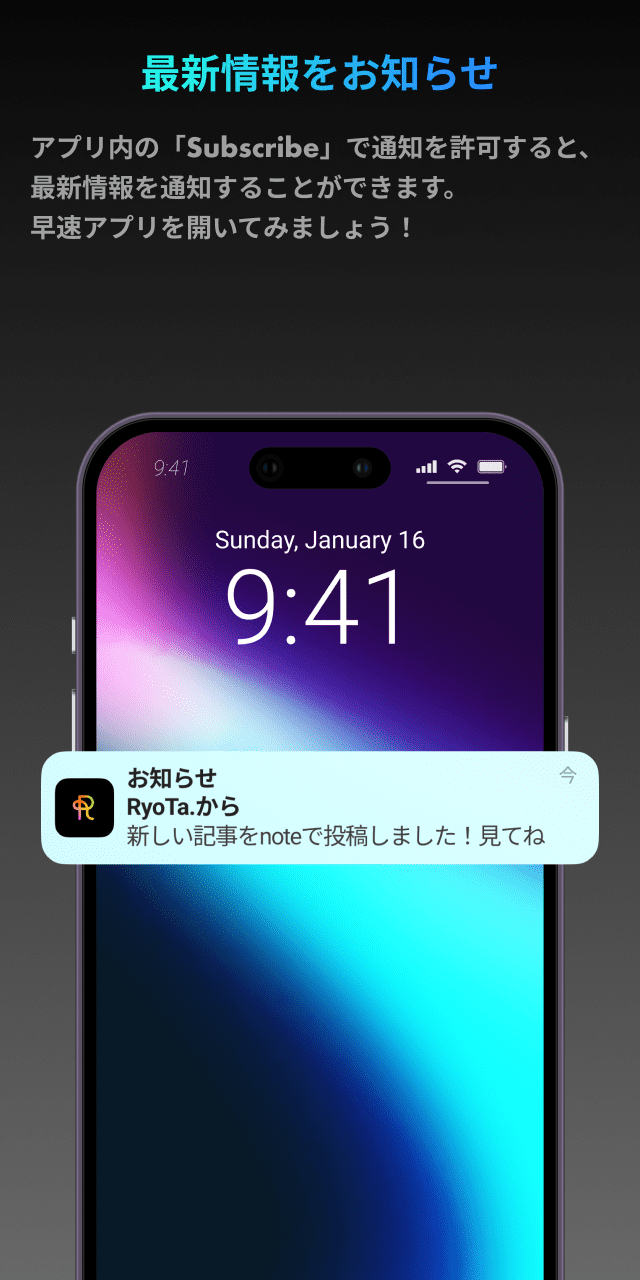 最新情報をお知らせ
アプリ内の「Subscribe」で通知を許可すると、
最新情報を通知することができます。
早速アプリを開いてみましょう！
9:41
Sunday, January 16
9:41
お知らせ
今
RyoTa.から
新しい記事をnoteで投稿しました！見てね